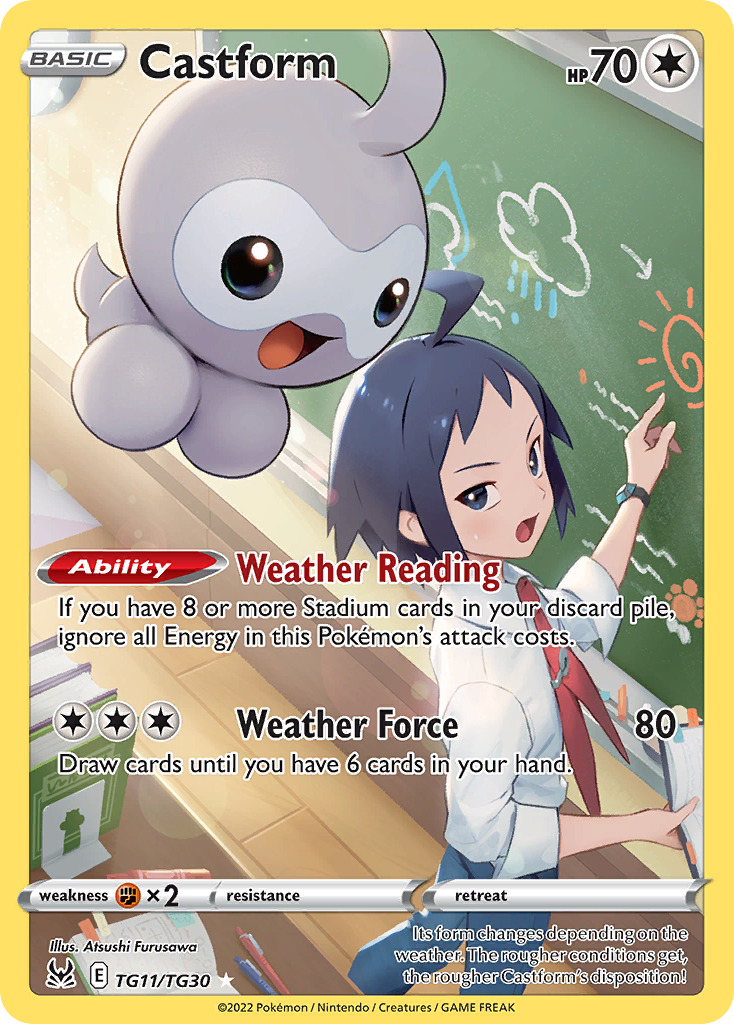 BASIC Castform HP 70
Ability Weather Reading
If you have 8 or more Stadium cards in your discard pile,
ignore all Energy in this Pokémon's attack costs.
Weather Force 80
Draw cards until you have 6 cards in your hand.
weakness ×2 resistance retreat
Illus. Atsushi Furusawa
E TG11/TG30
Its form changes depending on the
weather. The rougher conditions get,
the rougher Castform's disposition!
©2022 Pokémon / Nintendo / Creatures / GAME FREAK